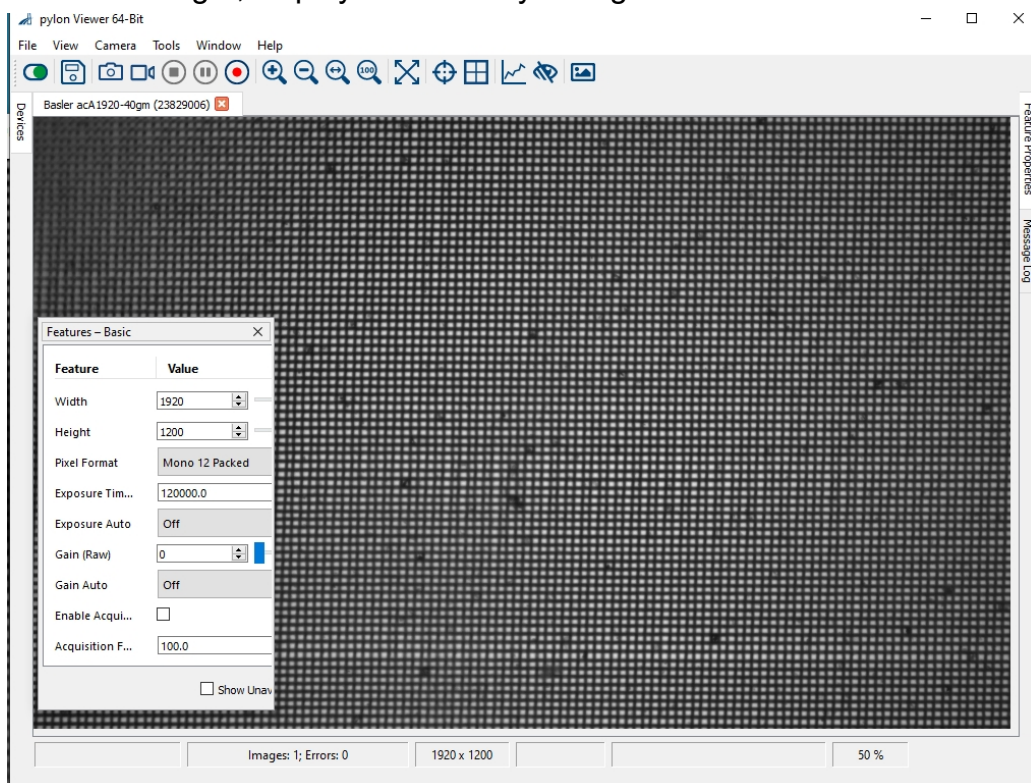 pylon Viewer 64-Bit
File View Camera Tools Window Help
100
Basler acA1920-40gm (23829006)
Devices
Feature Properties
Message Log
Features – Basic
Feature Value
Width 1920
Height 1200
Pixel Format Mono 12 Packed
Exposure Tim... 120000.0
Exposure Auto Off
Gain (Raw) 0
Gain Auto Off
Enable Acqui...
Acquisition F... 100.0
Show Unav
Images: 1; Errors: 0 1920 x 1200 50 %